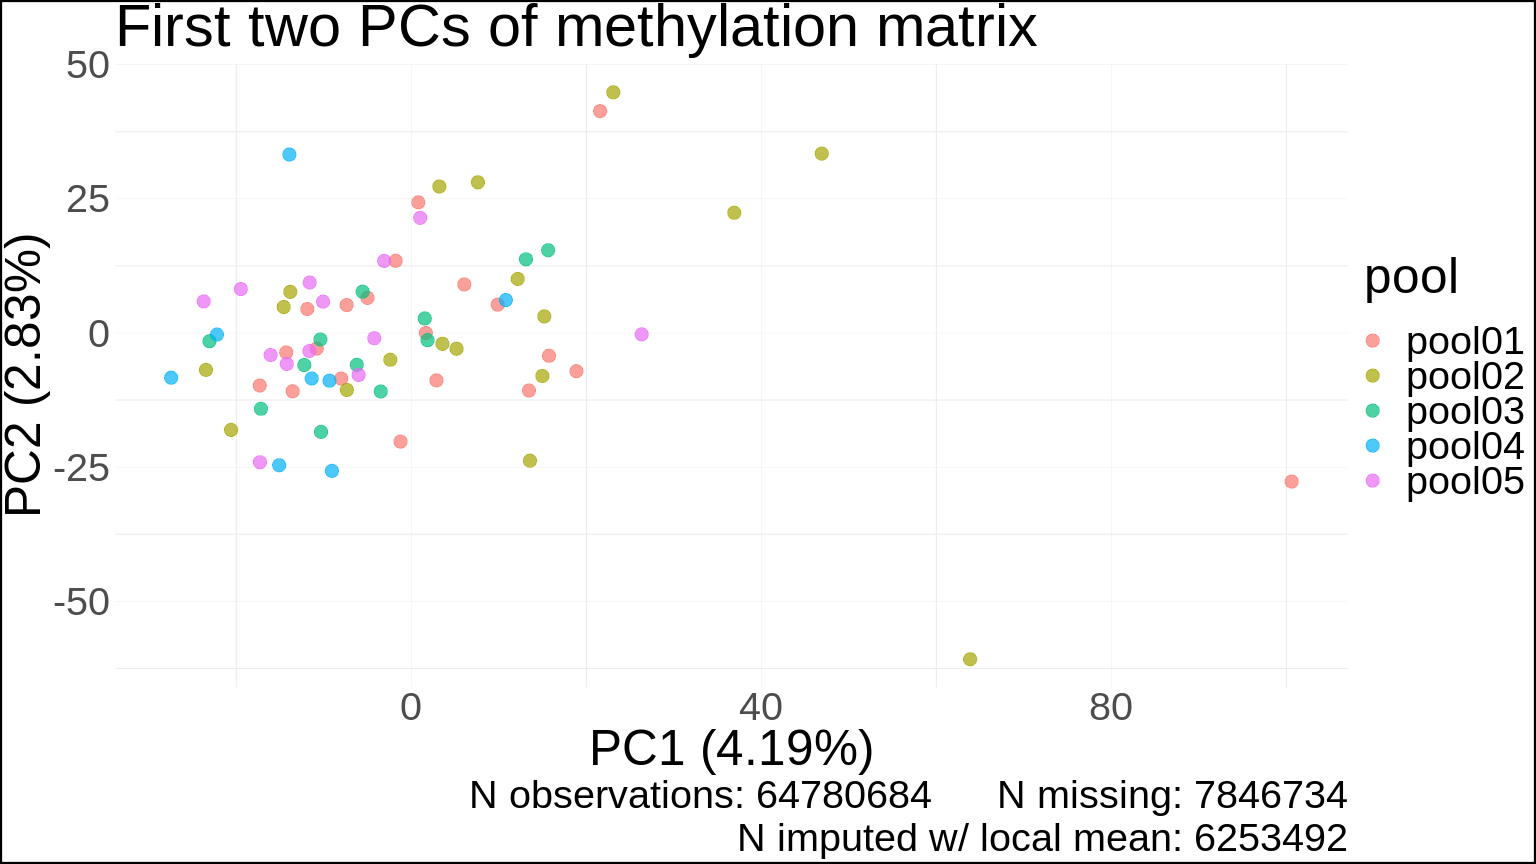 First two PCs of methylation matrix
50
25
0
-25
-50
PC2 (2.83%)
0 40 80
PC1 (4.19%)
pool
pool01
pool02
pool03
pool04
pool05
N observations: 64780684 N missing: 7846734
N imputed w/ local mean: 6253492